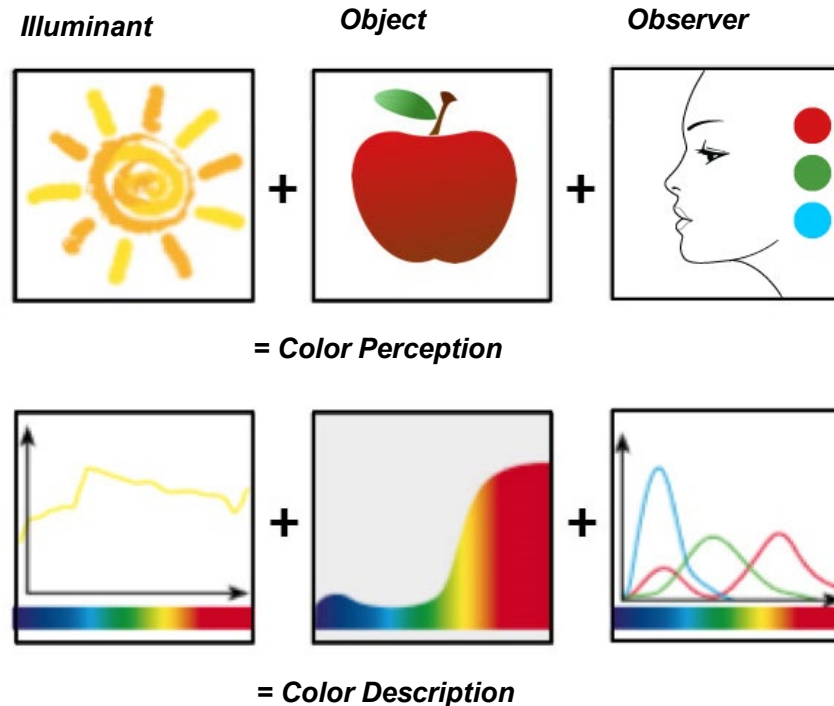 Illuminant Object Observer
+ +
= Color Perception
+ +
= Color Description